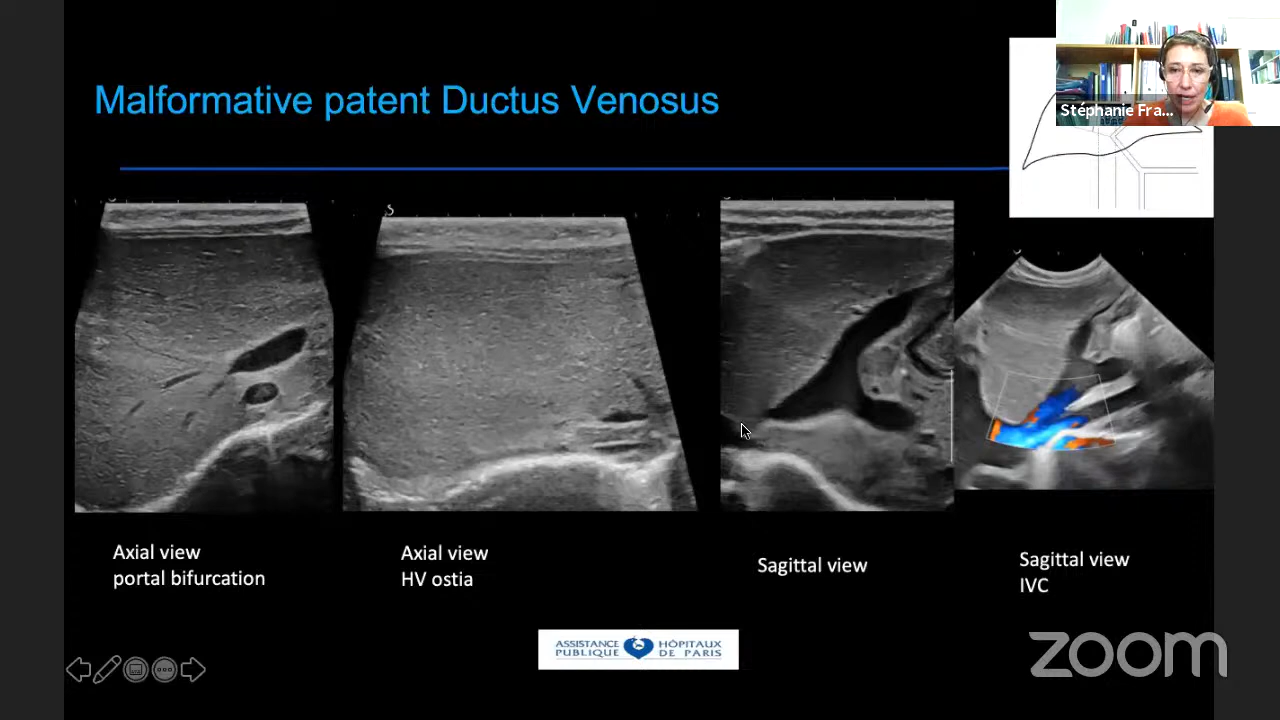 Malformative patent Ductus Venosus
Stéphanie Fra...
S
Axial view
portal bifurcation
Axial view
HV ostia
Sagittal view
Sagittal view
IVC
ASSISTANCE PUBLIQUE
HÔPITAUX DE PARIS
zoom